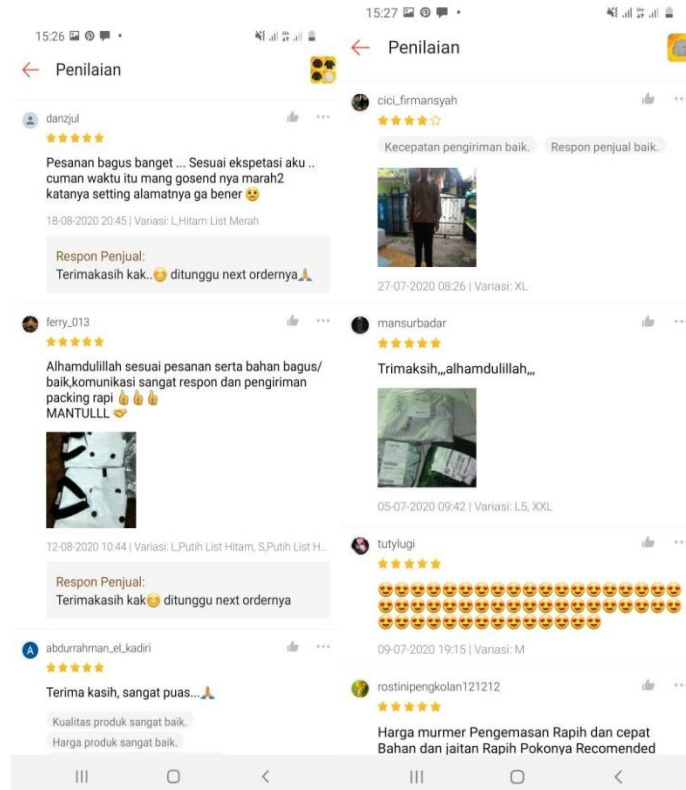 15:26
Penilaian
danzjul
Pesanan bagus banget ... Sesuai ekspetasi aku ..
cuman waktu itu mang gosend nya marah2
katanya setting alamatnya ga bener 😟
18-08-2020 20:45 | Variasi: L,Hitam List Merah
Respon Penjual:
Terimakasih kak..😊 ditunggu next ordernya🙏
ferry_013
Alhamdulillah sesuai pesanan serta bahan bagus/
baik,komunikasi sangat respon dan pengiriman
packing rapi 👍👍👍
MANTULLL 🤝
12-08-2020 10:44 | Variasi: L,Putih List Hitam, S,Putih List H...
Respon Penjual:
Terimakasih kak😊 ditunggu next ordernya
A
abdurrahman_el_kadiri
Terima kasih, sangat puas...🙏
Kualitas produk sangat baik.
Harga produk sangat baik.
15:27
Penilaian
cici_firmansyah
Kecepatan pengiriman baik. Respon penjual baik.
27-07-2020 08:26 | Variasi: XL
mansurbadar
Trimaksih,,,alhamdulillah,,,
05-07-2020 09:42 | Variasi: L5, XXL
tutylugi
😍😍😍😍😍😍😍😍😍😍😍😍😍😍😍😍😍😍😍
😍😍😍😍😍😍😍😍😍😍😍😍😍😍😍😍😍😍😍
😍😍😍😍😍😍😍😍😍😍😍😍😍😍
09-07-2020 19:15 | Variasi: M
rostinipengkolan121212
Harga murmer Pengemasan Rapih dan cepat
Bahan dan jaitan Rapih Pokonya Recomended